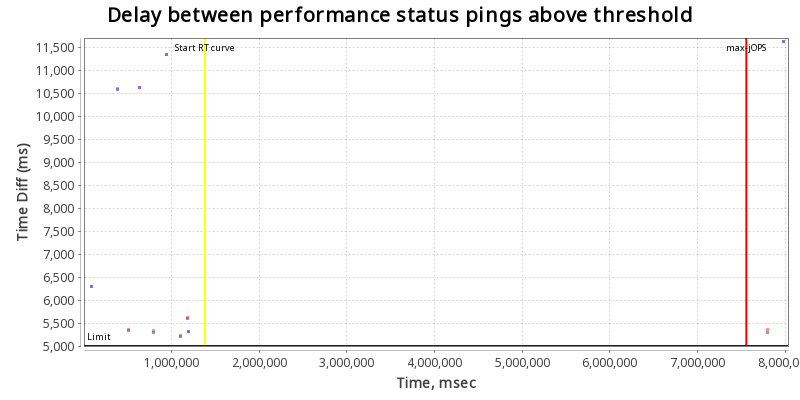 Delay between performance status pings above threshold
Time Diff (ms)
11,500
11,000
10,500
10,000
9,500
9,000
8,500
8,000
7,500
7,000
6,500
6,000
5,500
5,000
Start RT curve
max-jOPS
Limit
1,000,000 2,000,000 3,000,000 4,000,000 5,000,000 6,000,000 7,000,000 8,000,0
Time, msec